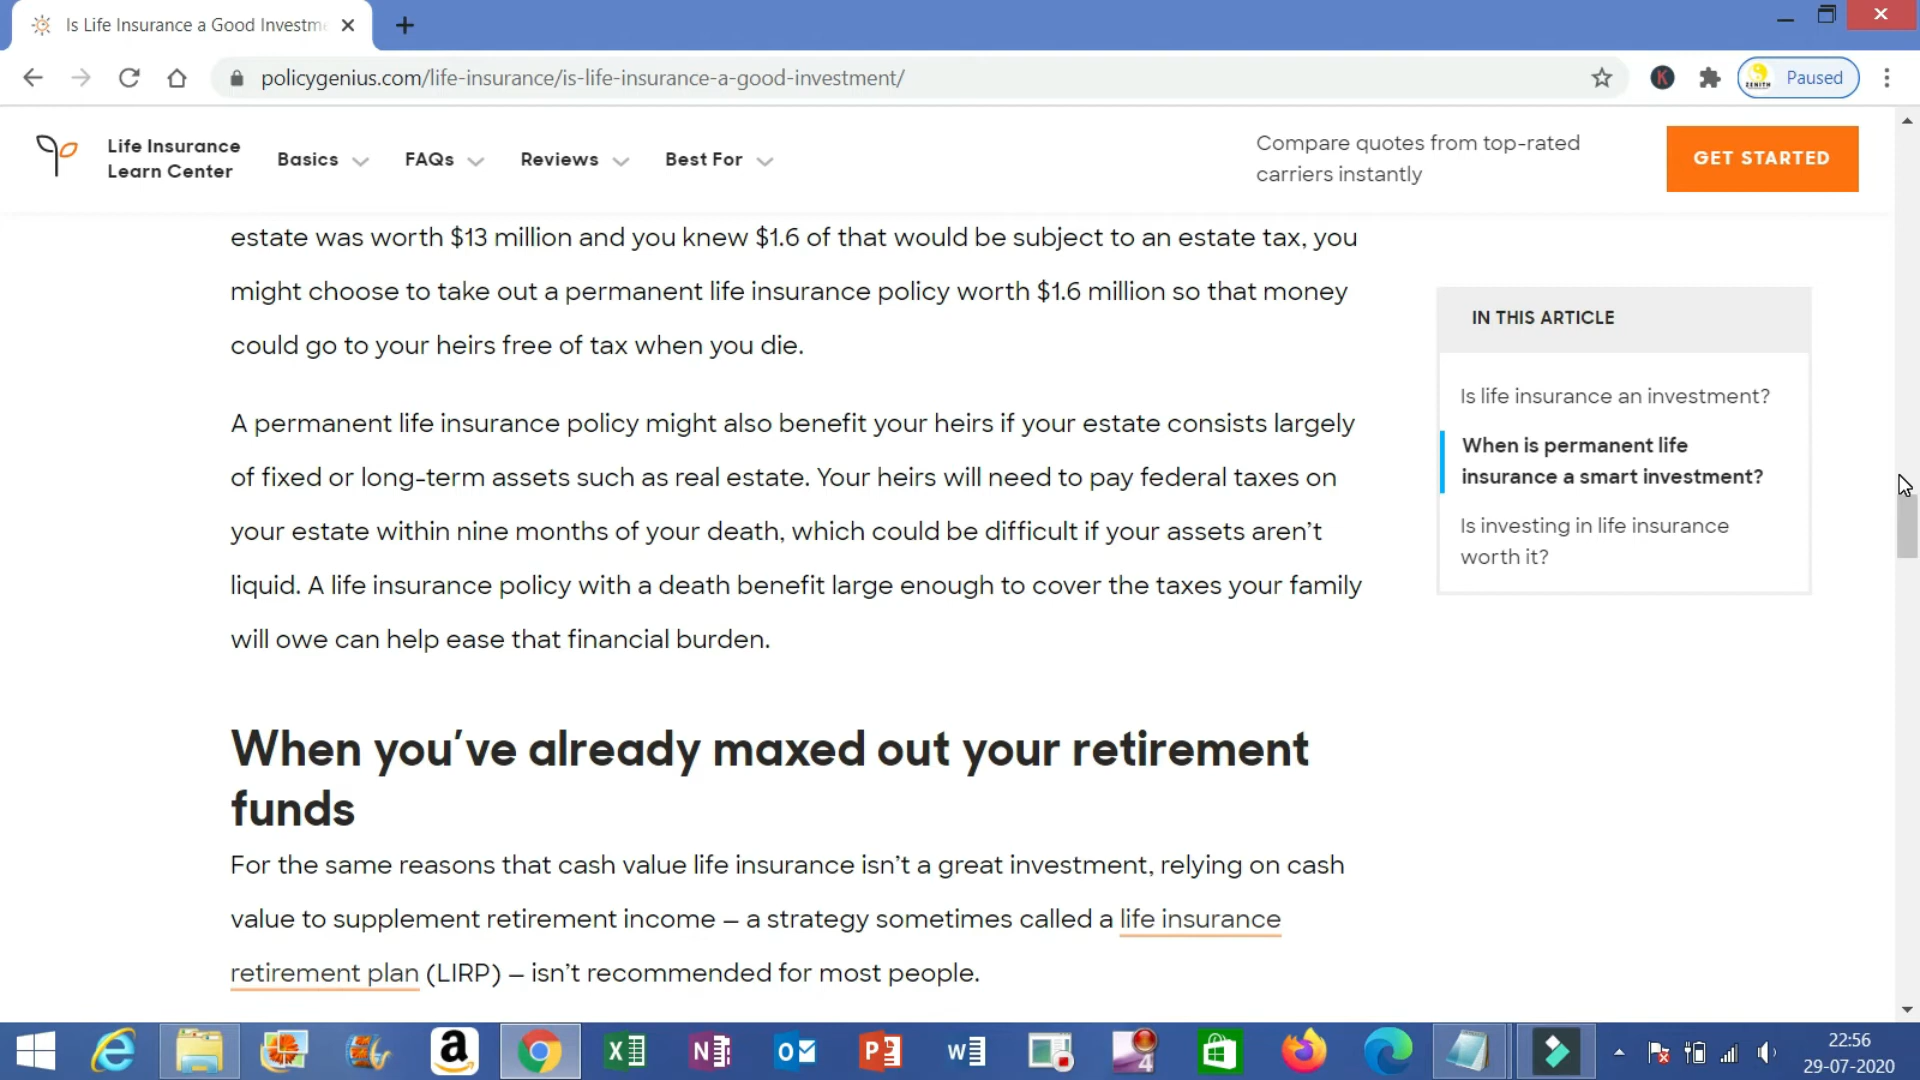 Is Life Insurance a Good Investm
policygenius.com/life-insurance/is-life-insurance-a-good-investment/
K
ZENITH
Paused
Life Insurance
Learn Center
Basics
FAQs
Reviews
Best For
Compare quotes from top-rated
carriers instantly
GET STARTED
estate was worth $13 million and you knew $1.6 of that would be subject to an estate tax, you
might choose to take out a permanent life insurance policy worth $1.6 million so that money
could go to your heirs free of tax when you die.
A permanent life insurance policy might also benefit your heirs if your estate consists largely
of fixed or long-term assets such as real estate. Your heirs will need to pay federal taxes on
your estate within nine months of your death, which could be difficult if your assets aren’t
liquid. A life insurance policy with a death benefit large enough to cover the taxes your family
will owe can help ease that financial burden.
When you’ve already maxed out your retirement
funds
For the same reasons that cash value life insurance isn’t a great investment, relying on cash
value to supplement retirement income – a strategy sometimes called a life insurance
retirement plan (LIRP) – isn’t recommended for most people.
IN THIS ARTICLE
Is life insurance an investment?
When is permanent life
insurance a smart investment?
Is investing in life insurance
worth it?
22:56
29-07-2020